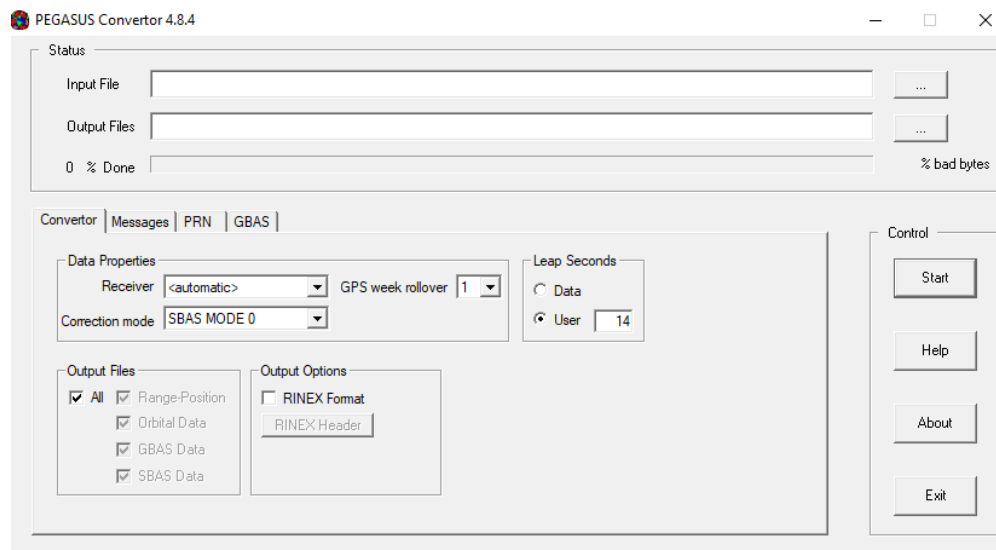 PEGASUS Convertor 4.8.4
Status
Input File
...
Output Files
...
0 % Done
% bad bytes
Convertor Messages PRN GBAS
Control
Data Properties
Receiver <automatic> GPS week rollover 1
Correction mode SBAS MODE 0
Leap Seconds
Data
User 14
Start
Help
About
Exit
Output Files
All Range-Position
Orbital Data
GBAS Data
SBAS Data
Output Options
RINEX Format
RINEX Header